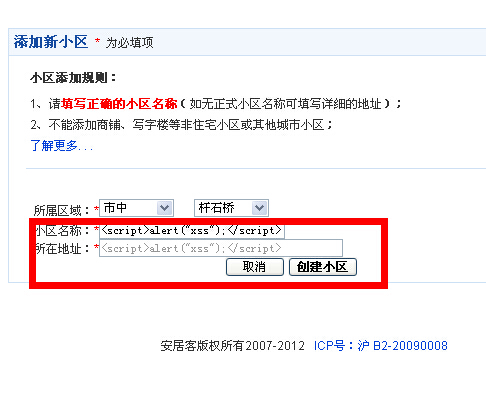 添加新小区 * 为必填项
小区添加规则：
1、请填写正确的小区名称（如无正式小区名称可填写详细的地址）；
2、不能添加商铺、写字楼等非住宅小区或其他城市小区；
了解更多...
所属区域：* 市中 杆石桥
小区名称：* <script>alert("xss");</script>
所在地址：* <script>alert("xss");</script>
取消 创建小区
安居客版权所有2007-2012 ICP号：沪 B2-20090008